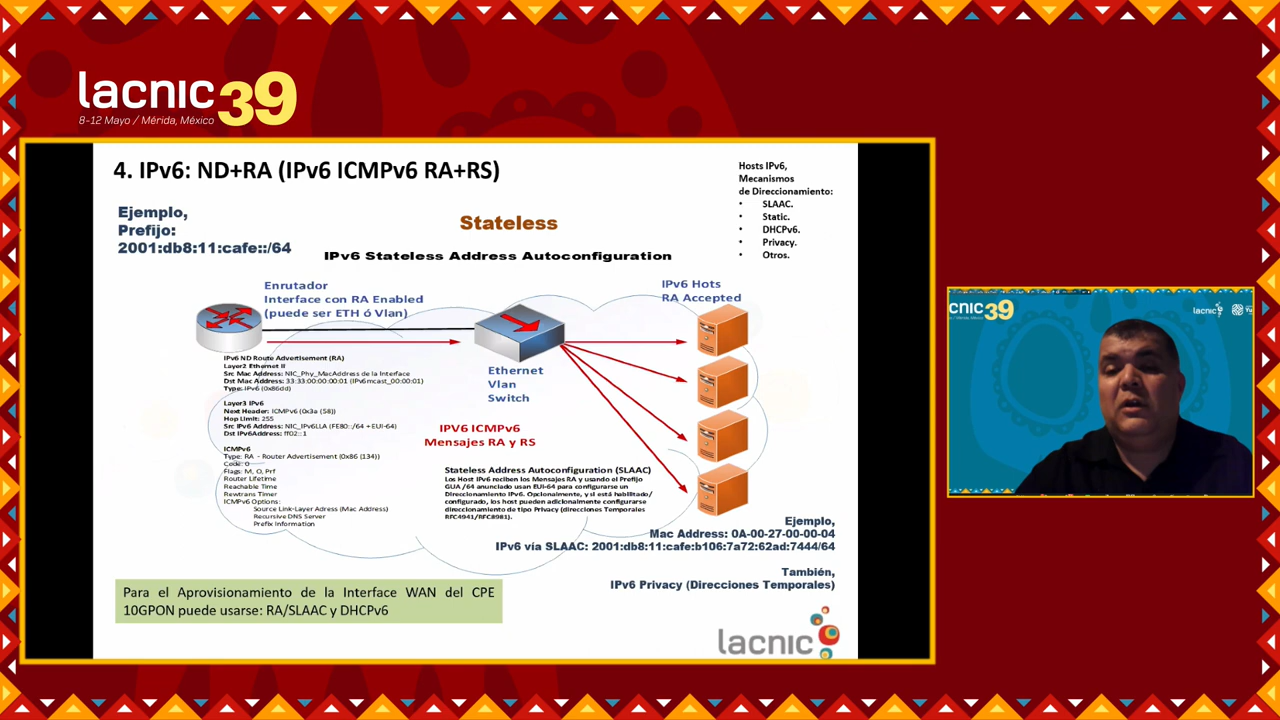 lacnic 39
8-12 Mayo / Mérida, México
4. IPv6: ND+RA (IPv6 ICMPv6 RA+RS)
Hosts IPv6,
Mecanismos
de Direccionamiento:
• SLAAC.
• Static.
• DHCPv6.
• Privacy.
• Otros.
Ejemplo,
Prefijo:
2001:db8:11:cafe::/64
Stateless
IPv6 Stateless Address Autoconfiguration
Enrutador
Interface con RA Enabled
(puede ser ETH ó Vlan)
IPv6 Hots
RA Accepted
IPv6 ND Route Advertisement (RA)
Layer2 Ethernet II
Src Mac Address: NIC_Phy_MacAddress de la Interface
Dst Mac Address: 33:33:00:00:00:01 (IPv6mcast_00:00:01)
Type: IPv6 (0x86dd)
Layer3 IPv6
Next Header: ICMPv6 (0x3a (58))
Hop Limit: 255
Src IPv6 Address: NIC_IPv6LLA (FE80::/64 + EUI-64)
Dst IPv6Address: ff02::1
ICMPv6
Type: RA - Router Advertisement (0x86 (134))
Code: 0
Flags: M, O, Prf
Router Lifetime
Reachable Time
Rewtrans Timer
ICMPv6 Options:
Source Link-Layer Adress (Mac Address)
Recursive DNS Server
Prefix Information
Ethernet
Vlan
Switch
IPV6 ICMPv6
Mensajes RA y RS
Stateless Address Autoconfiguration (SLAAC)
Los Host IPv6 reciben los Mensajes RA y usando el Prefijo
GUA /64 anunciado usan EUI-64 para configurarse un
Direccionamiento IPv6. Opcionalmente, y si está habilitado/
configurado, los host pueden adicionalmente configurarse
direccionamiento de tipo Privacy (direcciones Temporales
RFC4941/RFC8981).
Ejemplo,
Mac Address: 0A-00-27-00-00-04
IPv6 vía SLAAC: 2001:db8:11:cafe:b106:7a72:62ad:7444/64
También,
IPv6 Privacy (Direcciones Temporales)
Para el Aprovisionamiento de la Interface WAN del CPE
10GPON puede usarse: RA/SLAAC y DHCPv6
lacnic
cnic 39
lacnic